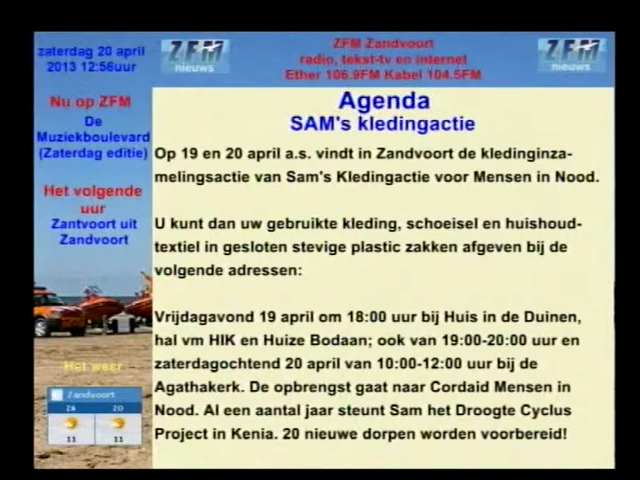 zaterdag 20 april
2013 12:56uur
ZFM
nieuws
ZFM Zandvoort
radio, tekst-tv en internet
Ether 106.9FM Kabel 104.5FM
ZFM
nieuws
Nu op ZFM
De
Muziekboulevard
(Zaterdag editie)
Het volgende
uur
Zantvoort uit
Zandvoort
Het weer
Zandvoort
ZA ZO
11 11
Agenda
SAM's kledingactie
Op 19 en 20 april a.s. vindt in Zandvoort de kledinginza-
melingsactie van Sam's Kledingactie voor Mensen in Nood.
U kunt dan uw gebruikte kleding, schoeisel en huishoud-
textiel in gesloten stevige plastic zakken afgeven bij de
volgende adressen:
Vrijdagavond 19 april om 18:00 uur bij Huis in de Duinen,
hal vm HIK en Huize Bodaan; ook van 19:00-20:00 uur en
zaterdagochtend 20 april van 10:00-12:00 uur bij de
Agathakerk. De opbrengst gaat naar Cordaid Mensen in
Nood. Al een aantal jaar steunt Sam het Droogte Cyclus
Project in Kenia. 20 nieuwe dorpen worden voorbereid!